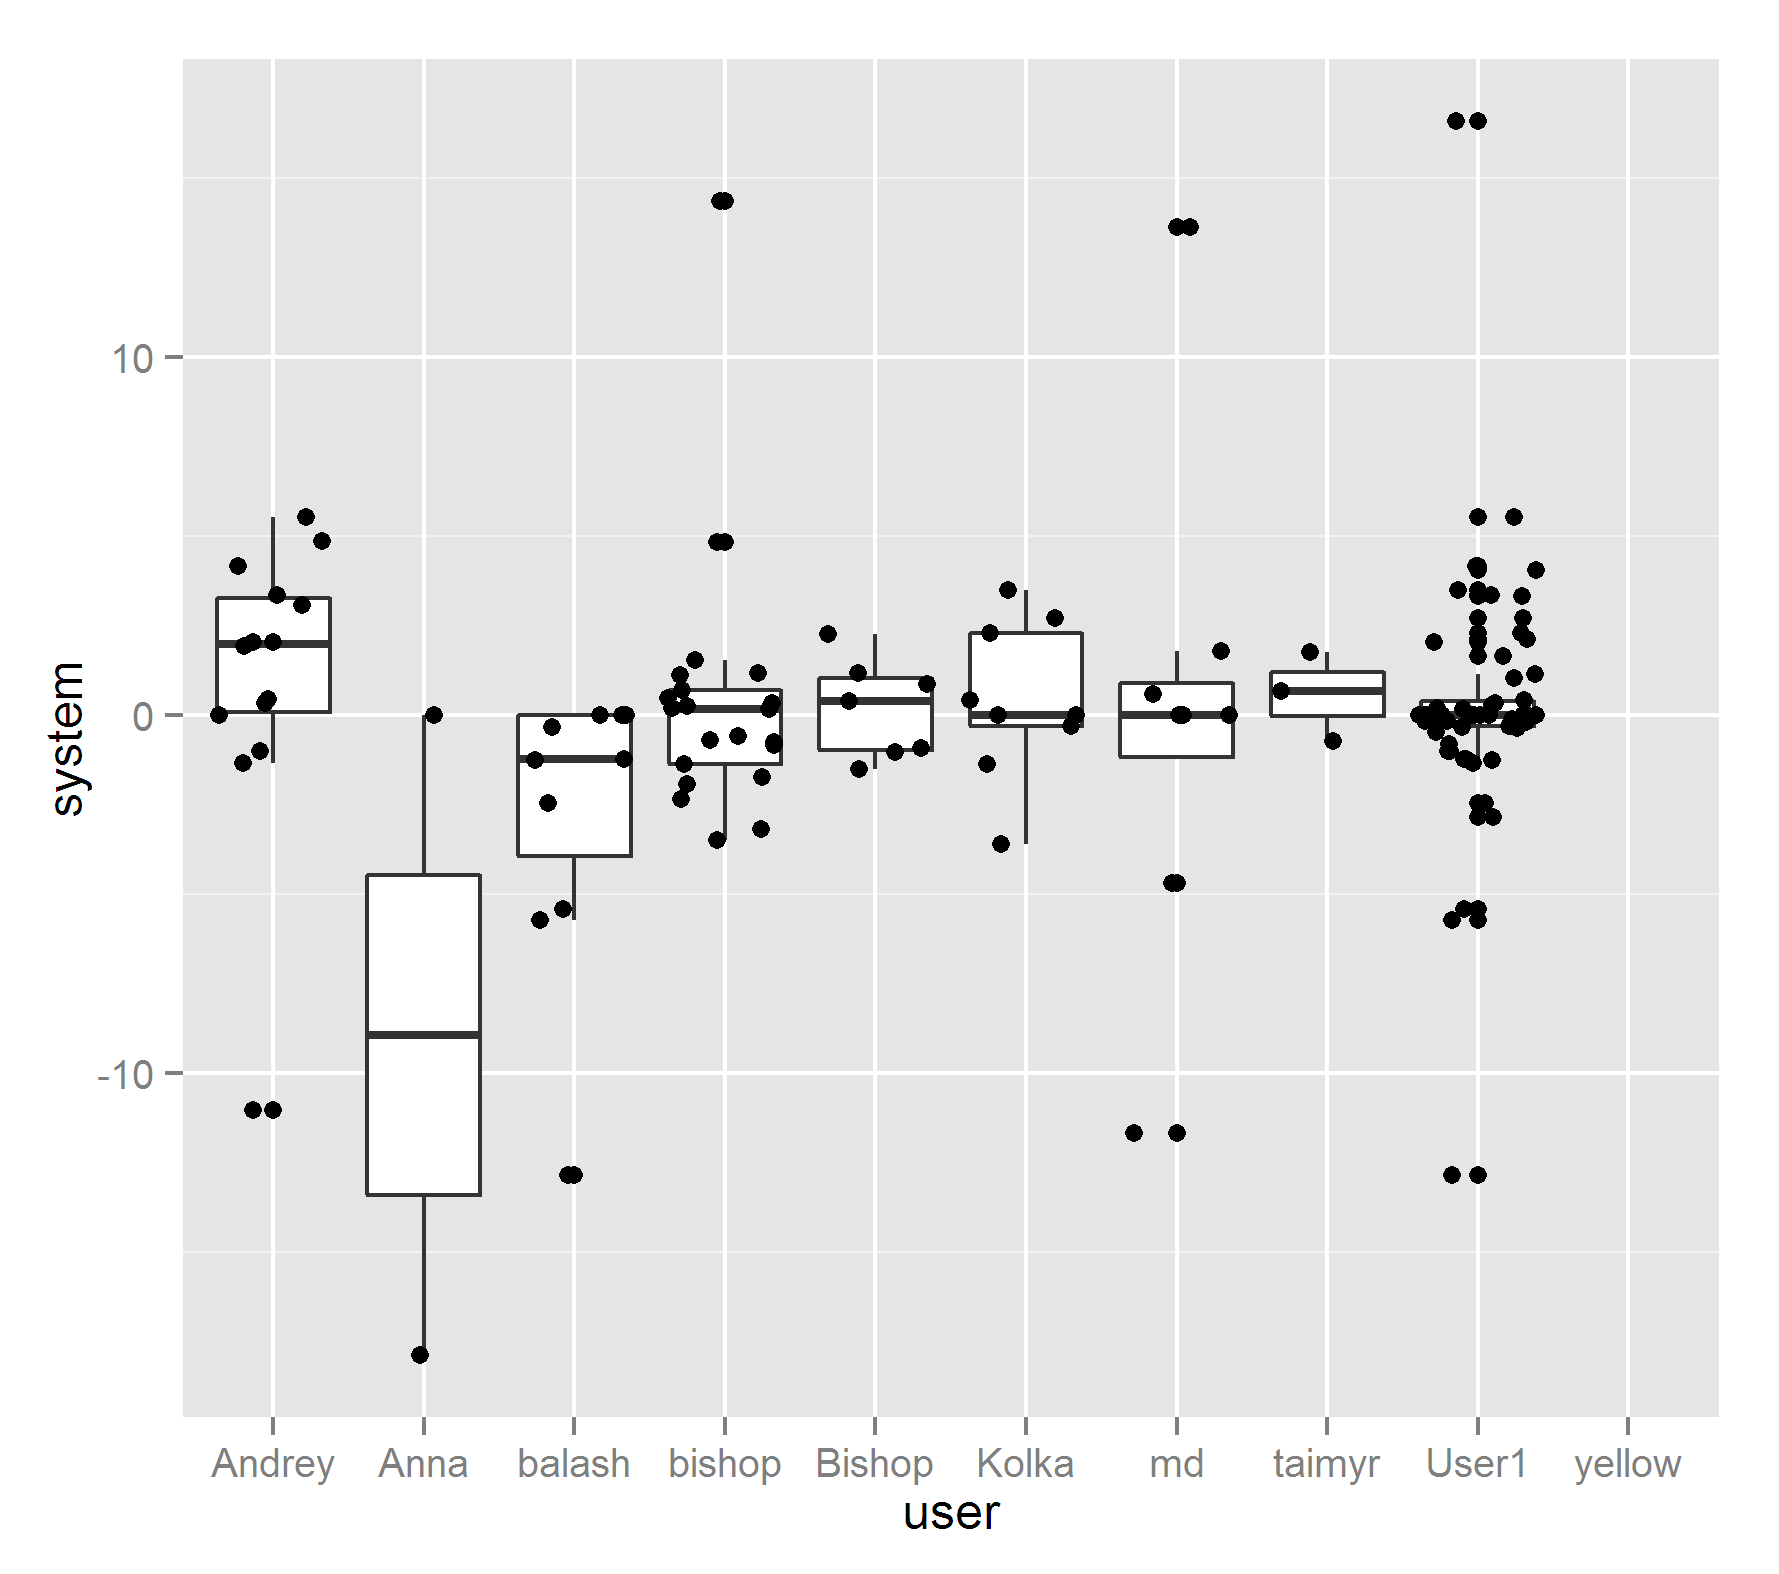 system
10
0
-10
Andrey Anna balash bishop Bishop Kolka md taimyr User1 yellow
user